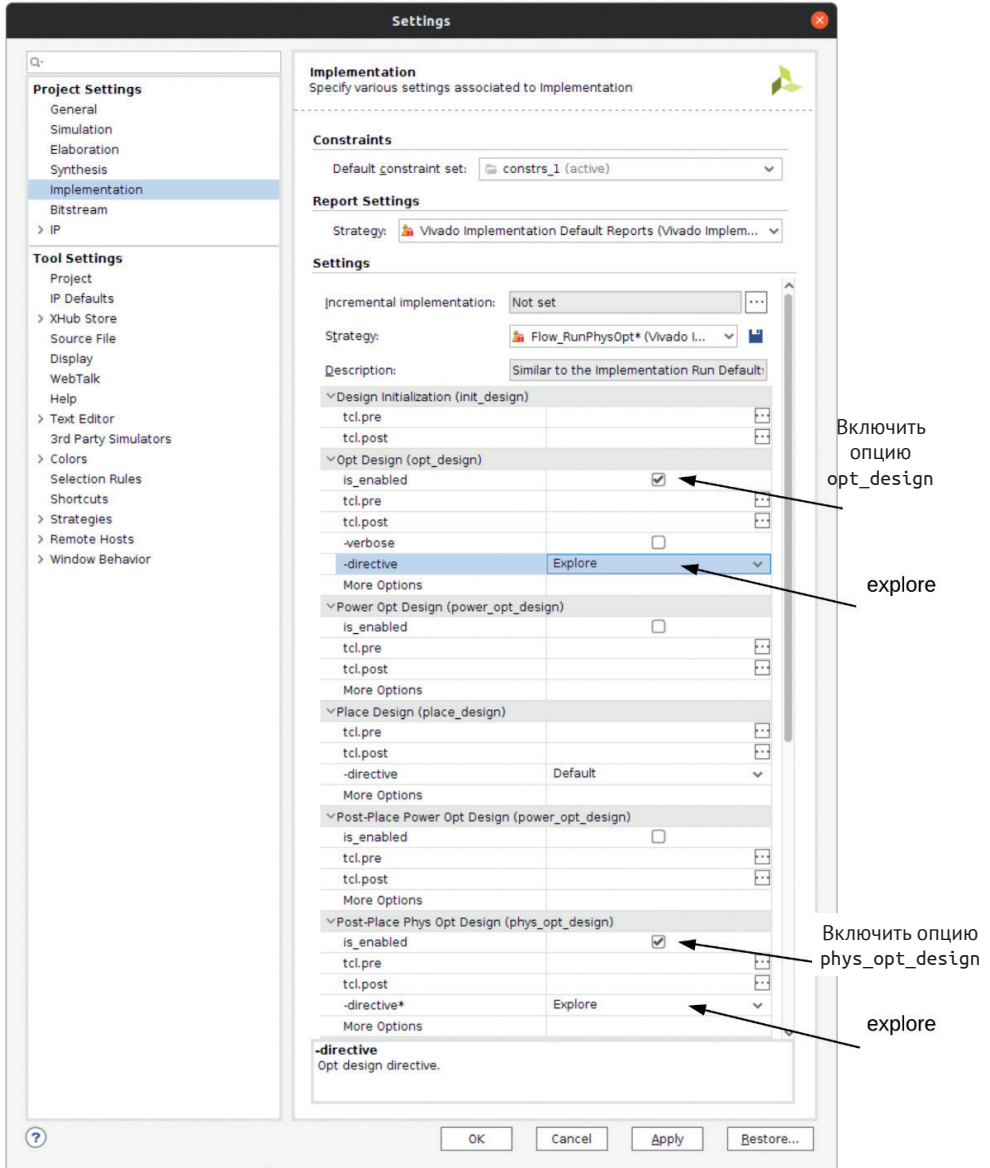 Settings
Q-
Project Settings
General
Simulation
Elaboration
Synthesis
Implementation
Bitstream
> IP
Tool Settings
Project
IP Defaults
> XHub Store
Source File
Display
WebTalk
Help
> Text Editor
3rd Party Simulators
> Colors
Selection Rules
Shortcuts
> Strategies
> Remote Hosts
> Window Behavior
Implementation
Specify various settings associated to Implementation
Constraints
Default constraint set: constrs_1 (active)
Report Settings
Strategy: Vivado Implementation Default Reports (Vivado Implem...
Settings
Incremental implementation: Not set ...
Strategy: Flow_RunPhysOpt* (Vivado I...
Description: Similar to the Implementation Run Default:
Design Initialization (init_design)
tcl.pre ...
tcl.post ...
Opt Design (opt_design)
is_enabled
tcl.pre ...
tcl.post ...
-verbose
-directive Explore
More Options
Power Opt Design (power_opt_design)
is_enabled
tcl.pre ...
tcl.post ...
More Options
Place Design (place_design)
tcl.pre ...
tcl.post ...
-directive Default
More Options
Post-Place Power Opt Design (power_opt_design)
is_enabled
tcl.pre ...
tcl.post ...
More Options
Post-Place Phys Opt Design (phys_opt_design)
is_enabled
tcl.pre ...
tcl.post ...
-directive* Explore
More Options
-directive
Opt design directive.
?
OK Cancel Apply Restore...
Включить
опцию
opt_design
explore
Включить опцию
phys_opt_design
explore